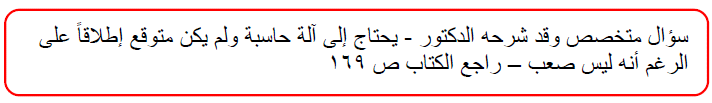 سؤال متخصص وقد شرحه الدكتور - يحتاج إلى آلة حاسبة ولم يكن متوقع إطلاقاً على
الرغم أنه ليس صعب – راجع الكتاب ص ١٦٩